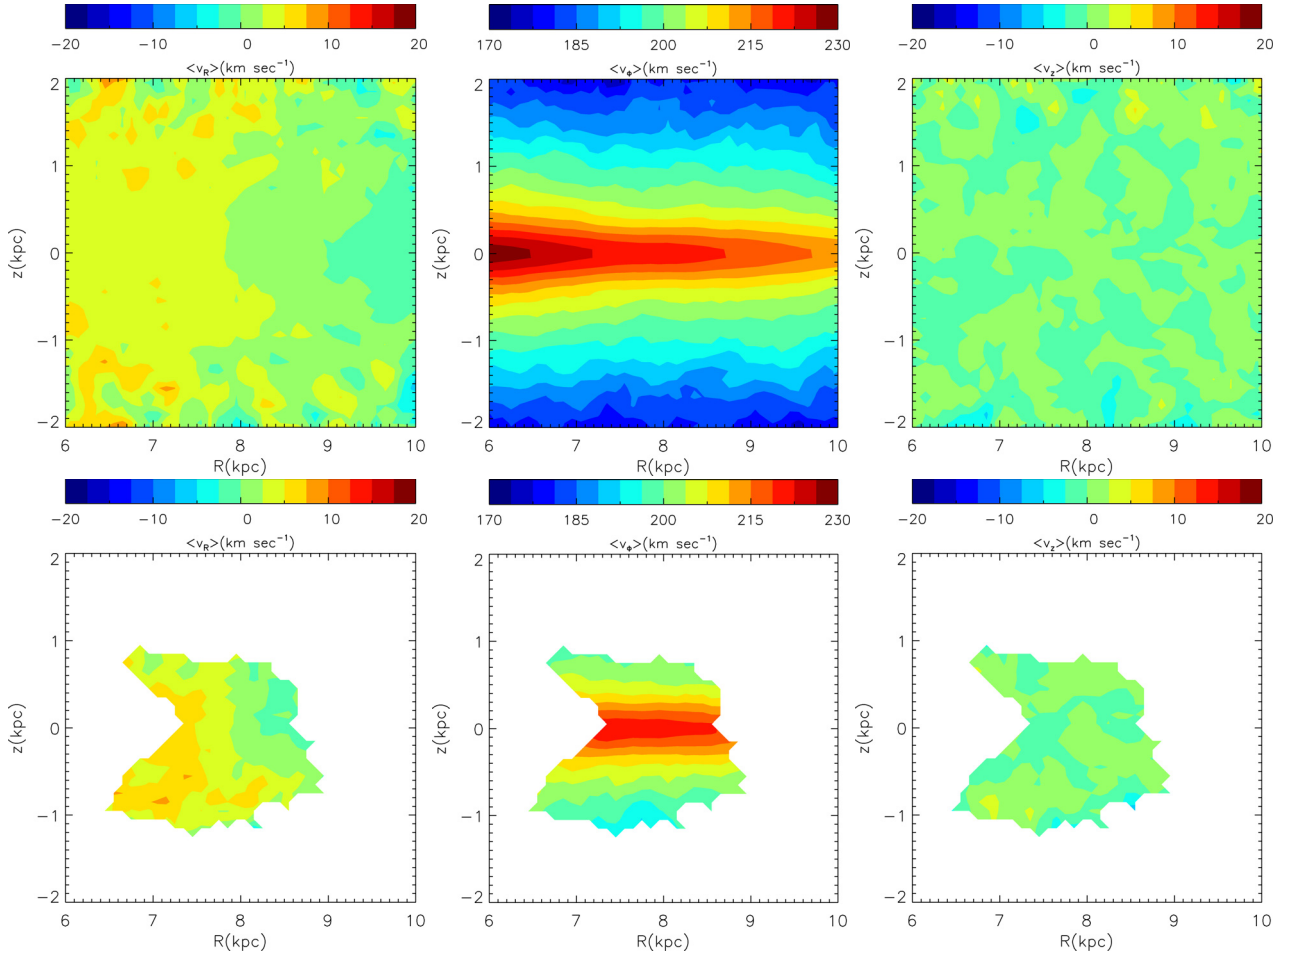 −20 −10 0 10 20
<v_R>(km sec⁻¹)
2
1
0
−1
−2
z(kpc)
6 7 8 9 10
R(kpc)
170 185 200 215 230
<v_Φ>(km sec⁻¹)
2
1
0
−1
−2
z(kpc)
6 7 8 9 10
R(kpc)
−20 −10 0 10 20
<v_z>(km sec⁻¹)
2
1
0
−1
−2
z(kpc)
6 7 8 9 10
R(kpc)
−20 −10 0 10 20
<v_R>(km sec⁻¹)
2
1
0
−1
−2
z(kpc)
6 7 8 9 10
R(kpc)
170 185 200 215 230
<v_Φ>(km sec⁻¹)
2
1
0
−1
−2
z(kpc)
6 7 8 9 10
R(kpc)
−20 −10 0 10 20
<v_z>(km sec⁻¹)
2
1
0
−1
−2
z(kpc)
6 7 8 9 10
R(kpc)